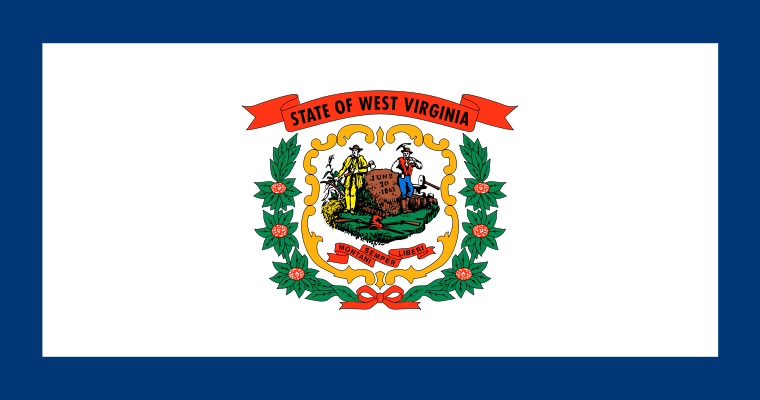 STATE OF WEST VIRGINIA
JUNE
20
1863
MONTANI SEMPER LIBERI